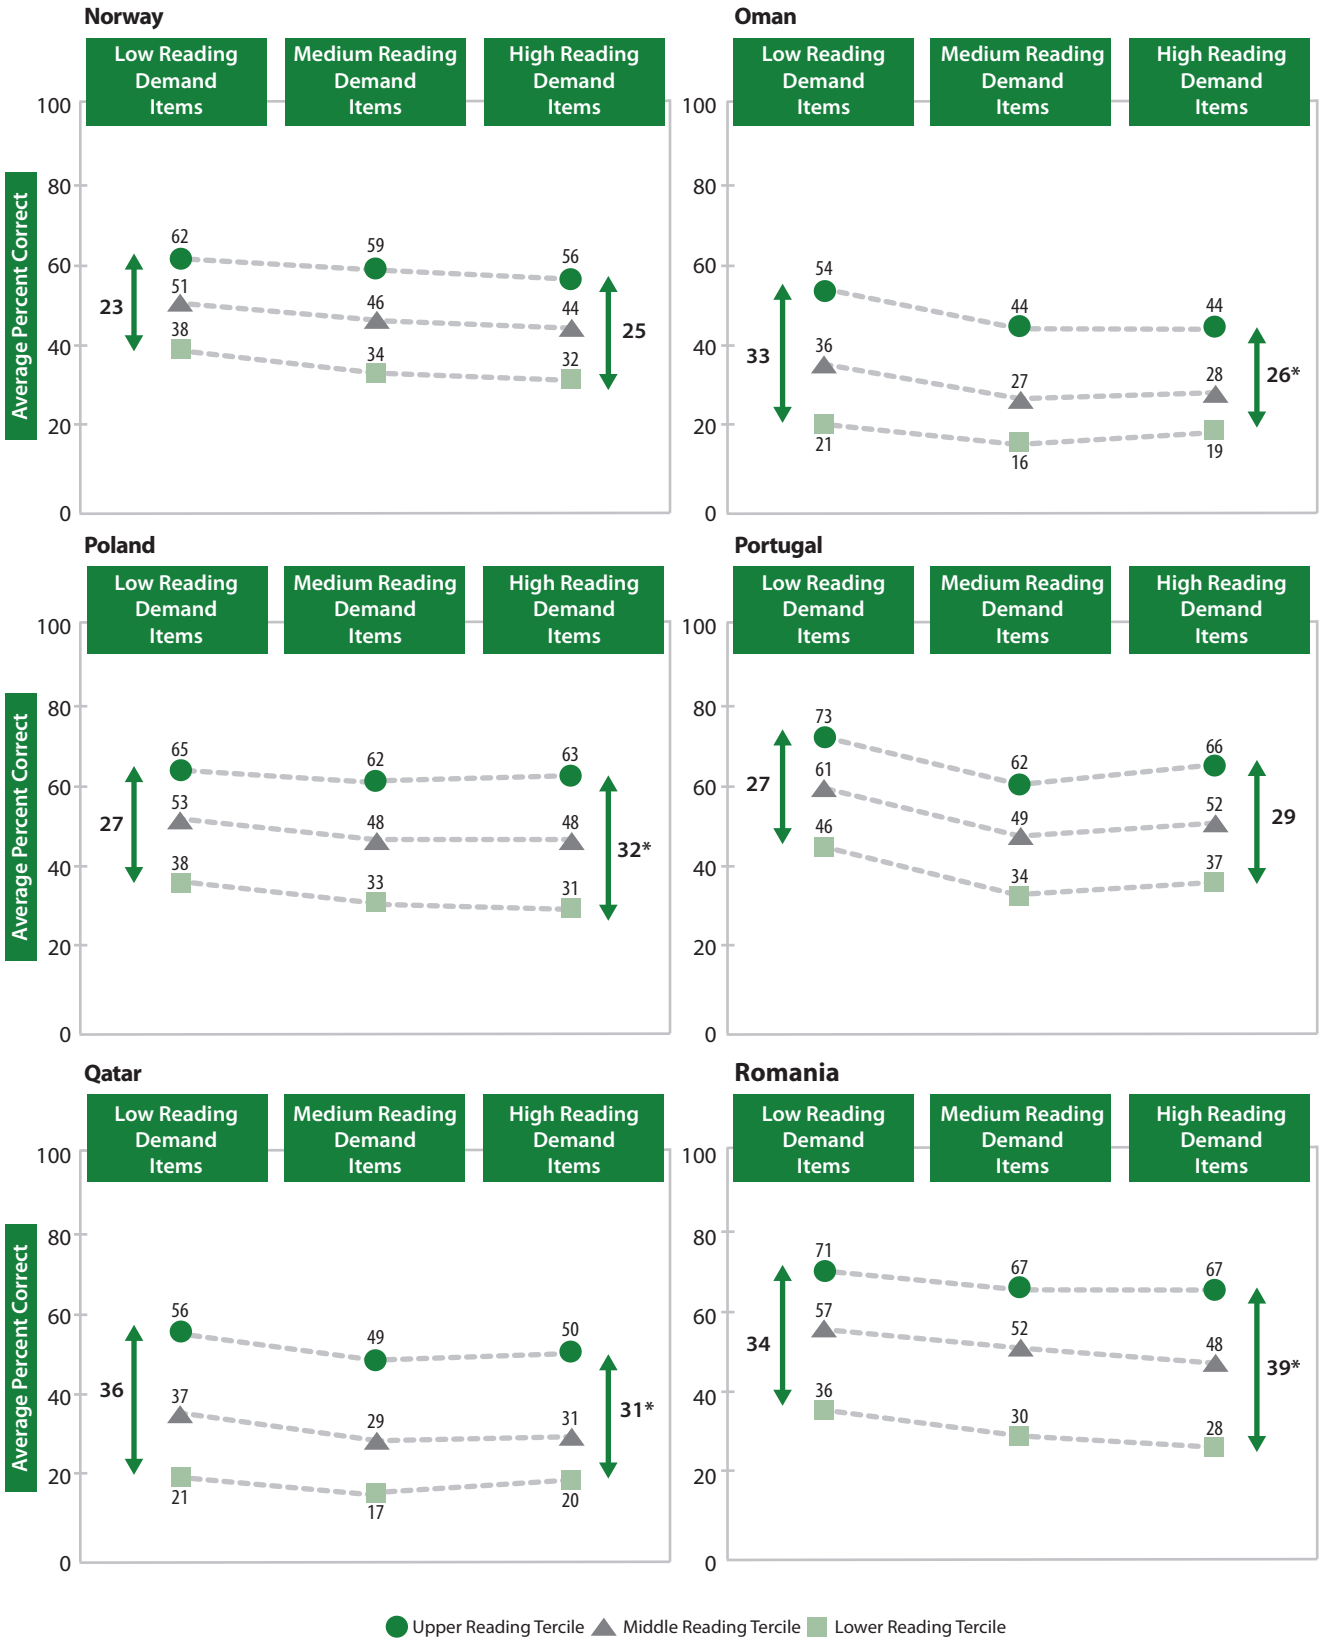 Norway
Low Reading
Demand
Items
Medium Reading
Demand
Items
High Reading
Demand
Items
Average Percent Correct
100
80
60
40
20
0
62
59
56
51
46
44
38
34
32
23
25
Oman
Low Reading
Demand
Items
Medium Reading
Demand
Items
High Reading
Demand
Items
100
80
60
40
20
0
54
44
44
36
27
28
21
16
19
33
26*
Poland
Low Reading
Demand
Items
Medium Reading
Demand
Items
High Reading
Demand
Items
Average Percent Correct
100
80
60
40
20
0
65
62
63
53
48
48
38
33
31
27
32*
Portugal
Low Reading
Demand
Items
Medium Reading
Demand
Items
High Reading
Demand
Items
100
80
60
40
20
0
73
62
66
61
49
52
46
34
37
27
29
Qatar
Low Reading
Demand
Items
Medium Reading
Demand
Items
High Reading
Demand
Items
Average Percent Correct
100
80
60
40
20
0
56
49
50
37
29
31
21
17
20
36
31*
Romania
Low Reading
Demand
Items
Medium Reading
Demand
Items
High Reading
Demand
Items
100
80
60
40
20
0
71
67
67
57
52
48
36
30
28
34
39*
Upper Reading Tercile Middle Reading Tercile Lower Reading Tercile